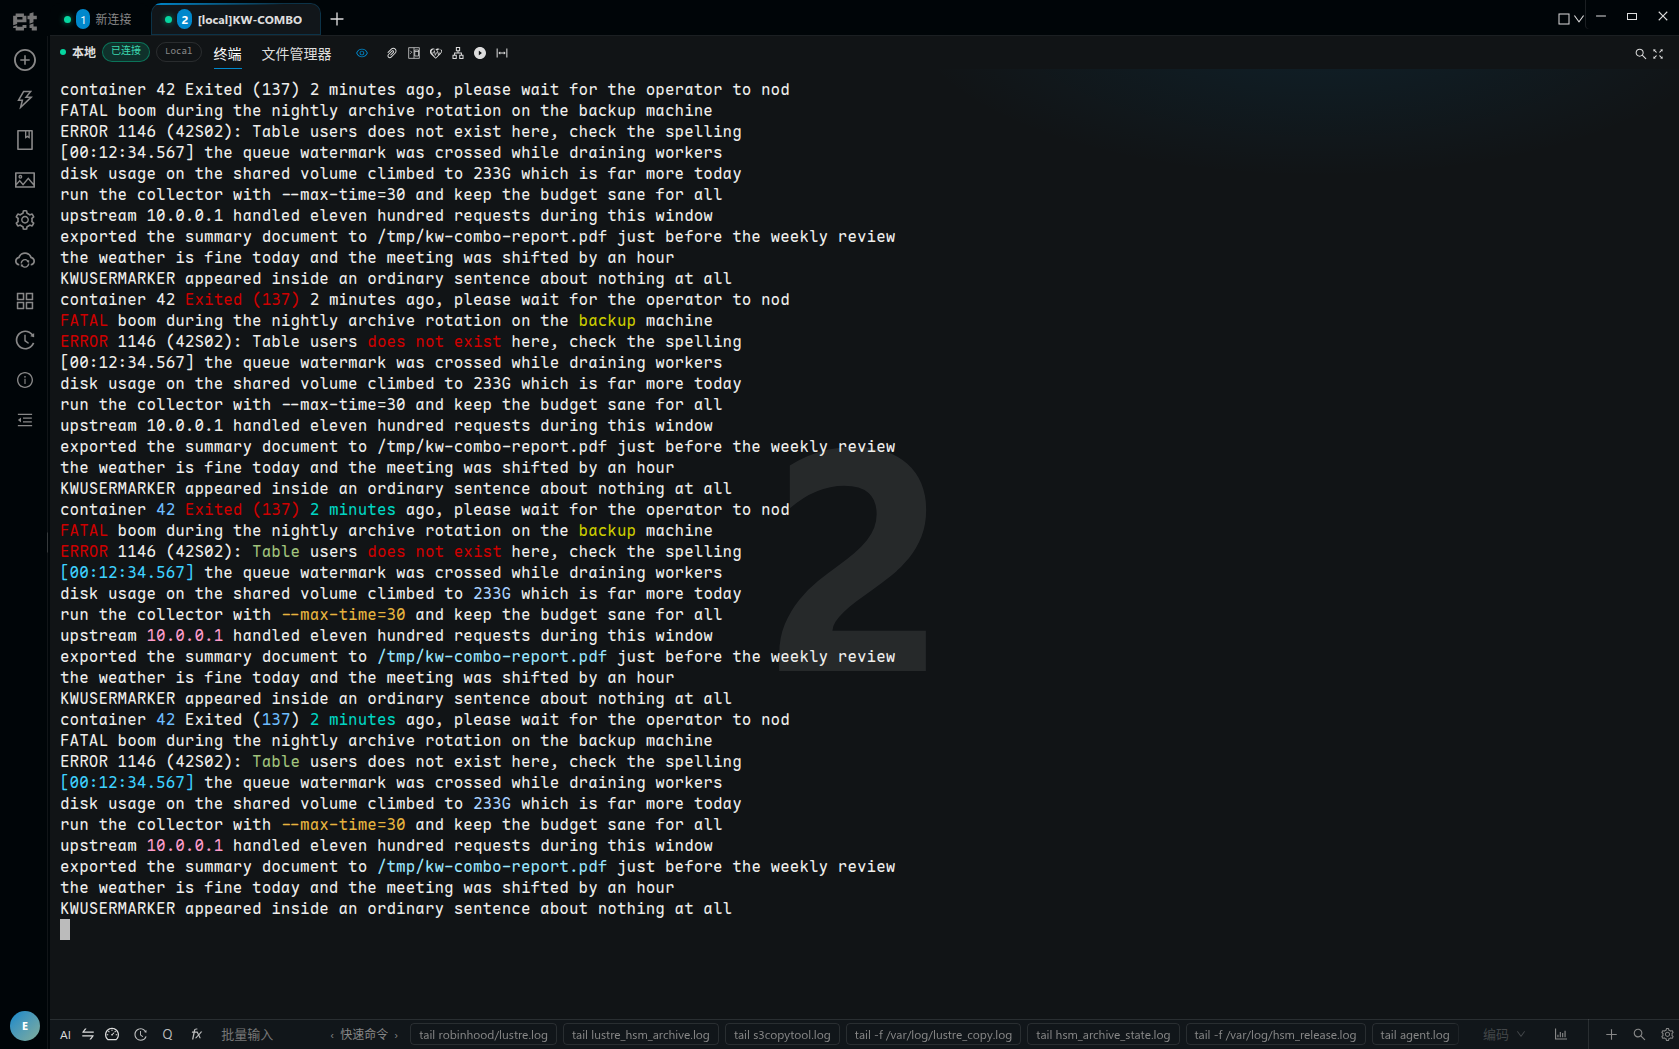 et
1 新连接
2 [local]KW-COMBO
本地 已连接 Local 终端 文件管理器
container 42 Exited (137) 2 minutes ago, please wait for the operator to nod
FATAL boom during the nightly archive rotation on the backup machine
ERROR 1146 (42S02): Table users does not exist here, check the spelling
[00:12:34.567] the queue watermark was crossed while draining workers
disk usage on the shared volume climbed to 233G which is far more today
run the collector with --max-time=30 and keep the budget sane for all
upstream 10.0.0.1 handled eleven hundred requests during this window
exported the summary document to /tmp/kw-combo-report.pdf just before the weekly review
the weather is fine today and the meeting was shifted by an hour
KWUSERMARKER appeared inside an ordinary sentence about nothing at all
container 42 Exited (137) 2 minutes ago, please wait for the operator to nod
FATAL boom during the nightly archive rotation on the backup machine
ERROR 1146 (42S02): Table users does not exist here, check the spelling
[00:12:34.567] the queue watermark was crossed while draining workers
disk usage on the shared volume climbed to 233G which is far more today
run the collector with --max-time=30 and keep the budget sane for all
upstream 10.0.0.1 handled eleven hundred requests during this window
exported the summary document to /tmp/kw-combo-report.pdf just before the weekly review
the weather is fine today and the meeting was shifted by an hour
KWUSERMARKER appeared inside an ordinary sentence about nothing at all
container 42 Exited (137) 2 minutes ago, please wait for the operator to nod
FATAL boom during the nightly archive rotation on the backup machine
ERROR 1146 (42S02): Table users does not exist here, check the spelling
[00:12:34.567] the queue watermark was crossed while draining workers
disk usage on the shared volume climbed to 233G which is far more today
run the collector with --max-time=30 and keep the budget sane for all
upstream 10.0.0.1 handled eleven hundred requests during this window
exported the summary document to /tmp/kw-combo-report.pdf just before the weekly review
the weather is fine today and the meeting was shifted by an hour
KWUSERMARKER appeared inside an ordinary sentence about nothing at all
container 42 Exited (137) 2 minutes ago, please wait for the operator to nod
FATAL boom during the nightly archive rotation on the backup machine
ERROR 1146 (42S02): Table users does not exist here, check the spelling
[00:12:34.567] the queue watermark was crossed while draining workers
disk usage on the shared volume climbed to 233G which is far more today
run the collector with --max-time=30 and keep the budget sane for all
upstream 10.0.0.1 handled eleven hundred requests during this window
exported the summary document to /tmp/kw-combo-report.pdf just before the weekly review
the weather is fine today and the meeting was shifted by an hour
KWUSERMARKER appeared inside an ordinary sentence about nothing at all
2
E
AI Q fx 批量输入 ‹ 快速命令 › tail robinhood/lustre.log tail lustre_hsm_archive.log tail s3copytool.log tail -f /var/log/lustre_copy.log tail hsm_archive_state.log tail -f /var/log/hsm_release.log tail agent.log 编码